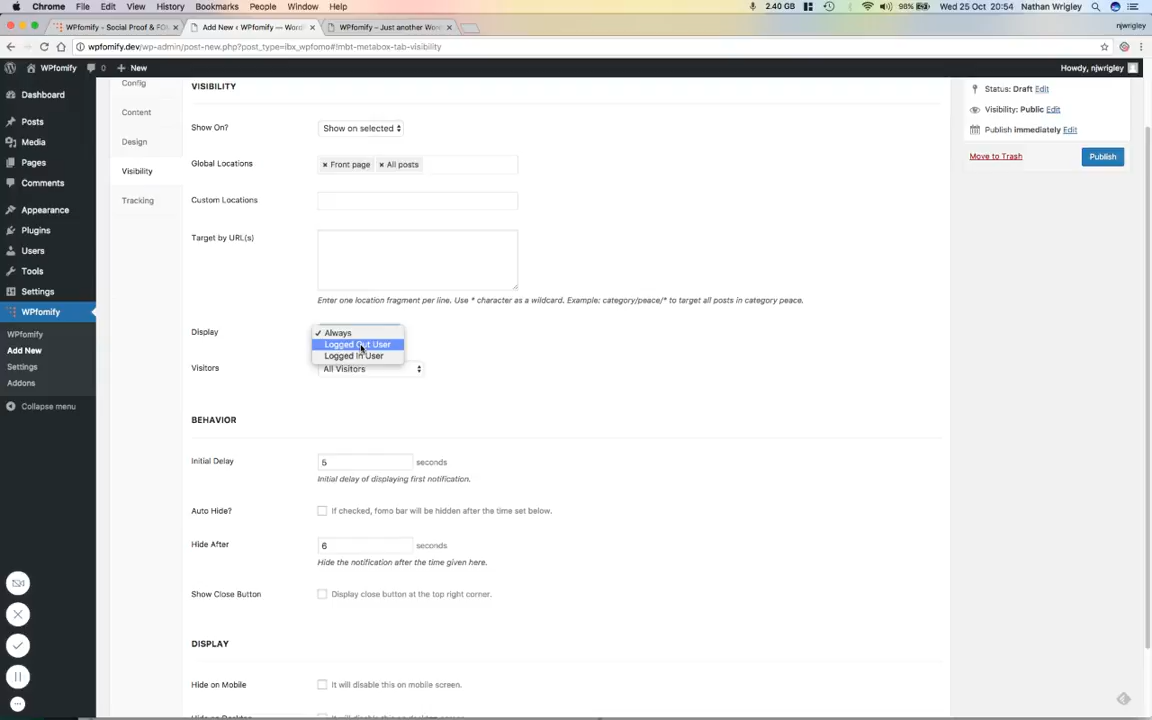 Chrome File Edit View History Bookmarks People Window Help 2.40 GB 98% Wed 25 Oct 20:54 Nathan Wrigley
WPfomify - Social Proof & FO × Add New ‹ WPfomify — Wor × WPfomify – Just another Wor × njwrigley
wpfomify.dev/wp-admin/post-new.php?post_type=ibx_wpfomo#!mbt-metabox-tab-visibility
WPfomify 0 + New Howdy, njwrigley
Dashboard
Posts
Media
Pages
Comments
Appearance
Plugins
Users
Tools
Settings
WPfomify
WPfomify
Add New
Settings
Addons
Collapse menu
Config
Content
Design
Visibility
Tracking
VISIBILITY
Show On? Show on selected
Global Locations × Front page × All posts
Custom Locations
Target by URL(s)
Enter one location fragment per line. Use * character as a wildcard. Example: category/peace/* to target all posts in category peace.
Display ✓ Always
Logged Out User
Logged In User
Visitors All Visitors
BEHAVIOR
Initial Delay 5 seconds
Initial delay of displaying first notification.
Auto Hide? If checked, fomo bar will be hidden after the time set below.
Hide After 6 seconds
Hide the notification after the time given here.
Show Close Button Display close button at the top right corner.
DISPLAY
Hide on Mobile It will disable this on mobile screen.
Status: Draft Edit
Visibility: Public Edit
Publish immediately Edit
Move to Trash Publish